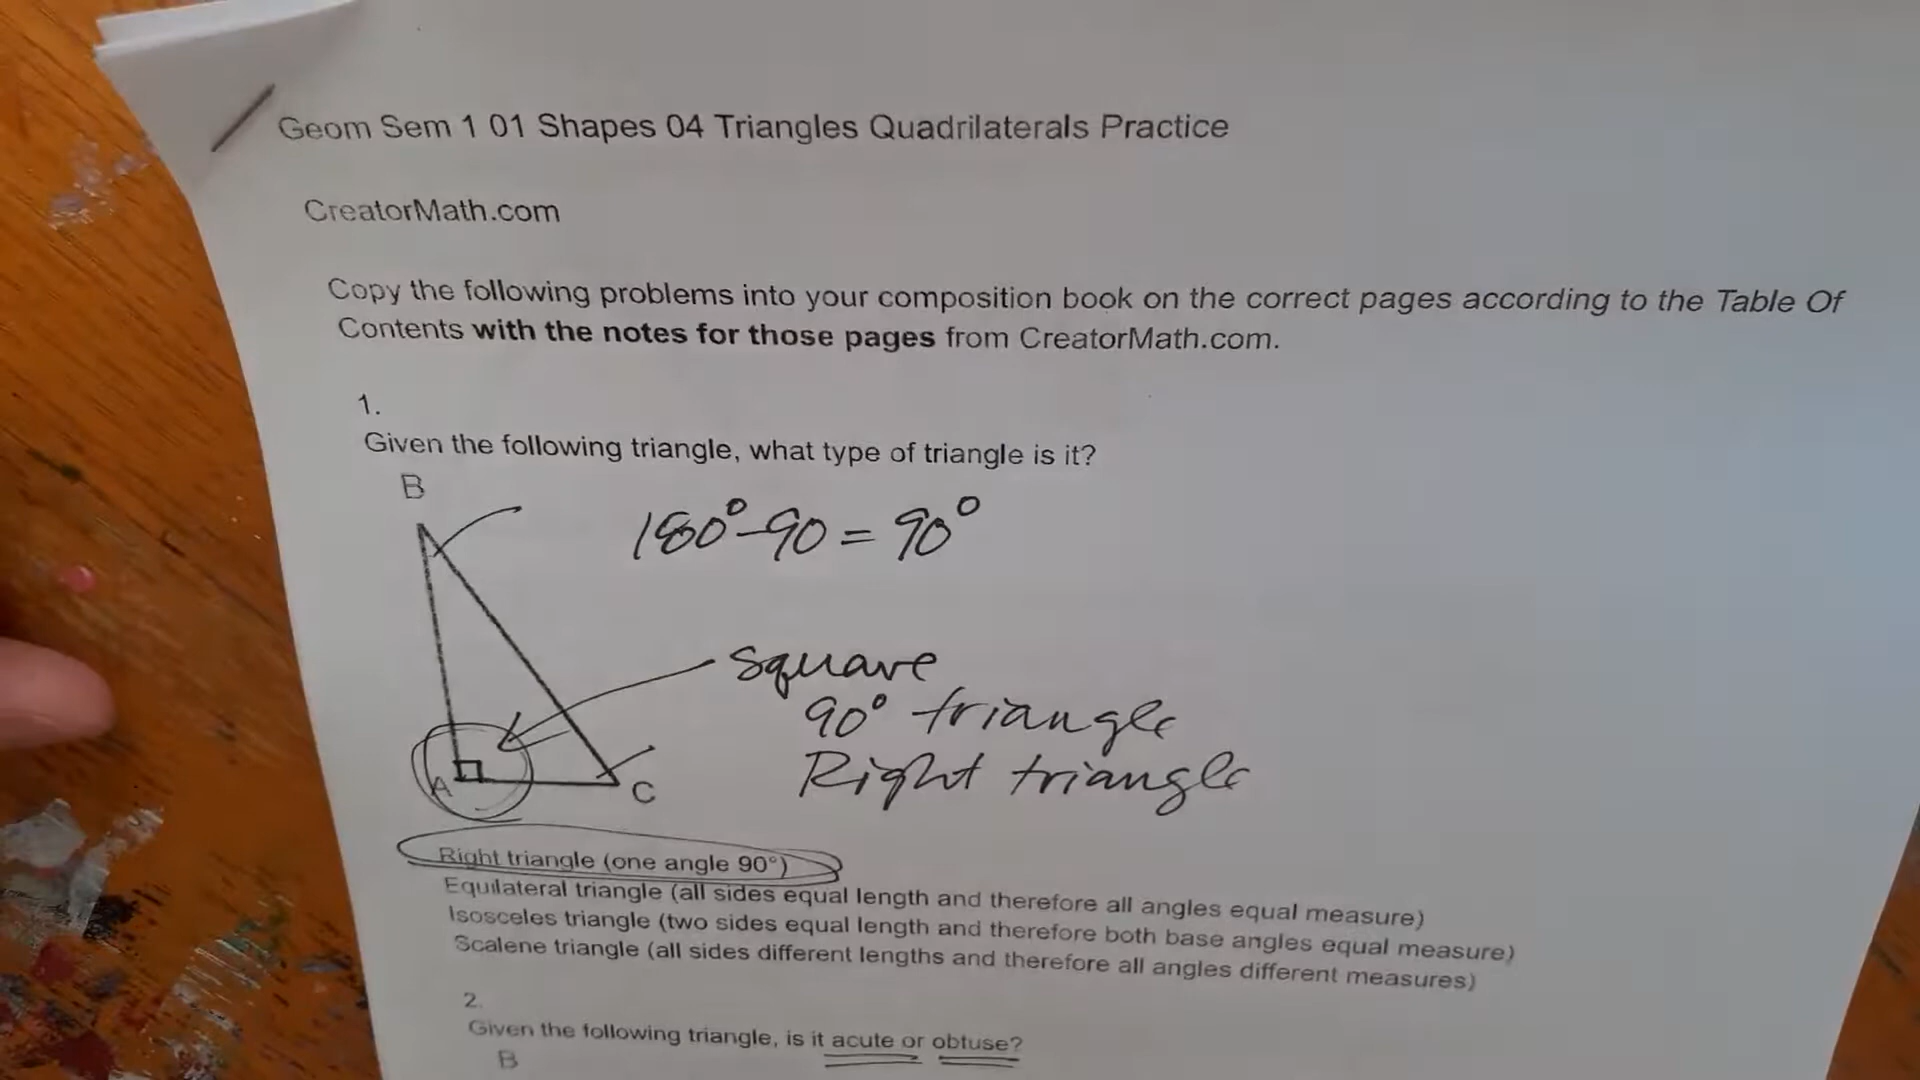 Geom Sem 1 01 Shapes 04 Triangles Quadrilaterals Practice
CreatorMath.com
Copy the following problems into your composition book on the correct pages according to the Table Of
Contents with the notes for those pages from CreatorMath.com.
1.
Given the following triangle, what type of triangle is it?
B
180°-90 = 90°
square
90° triangle
Right triangle
A
C
Right triangle (one angle 90°)
Equilateral triangle (all sides equal length and therefore all angles equal measure)
Isosceles triangle (two sides equal length and therefore both base angles equal measure)
Scalene triangle (all sides different lengths and therefore all angles different measures)
2.
Given the following triangle, is it acute or obtuse?
B